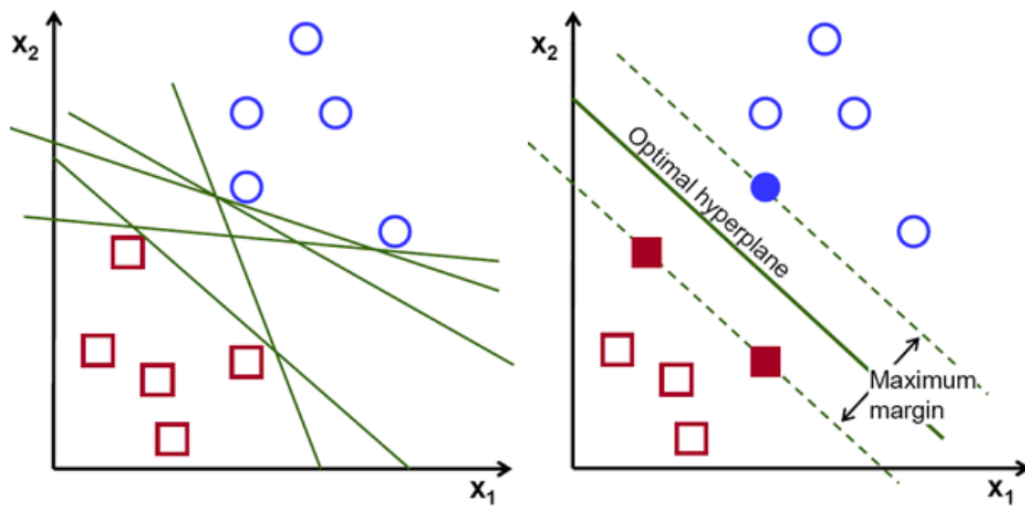 x₂
x₁
x₂
Optimal hyperplane
Maximum
margin
x₁